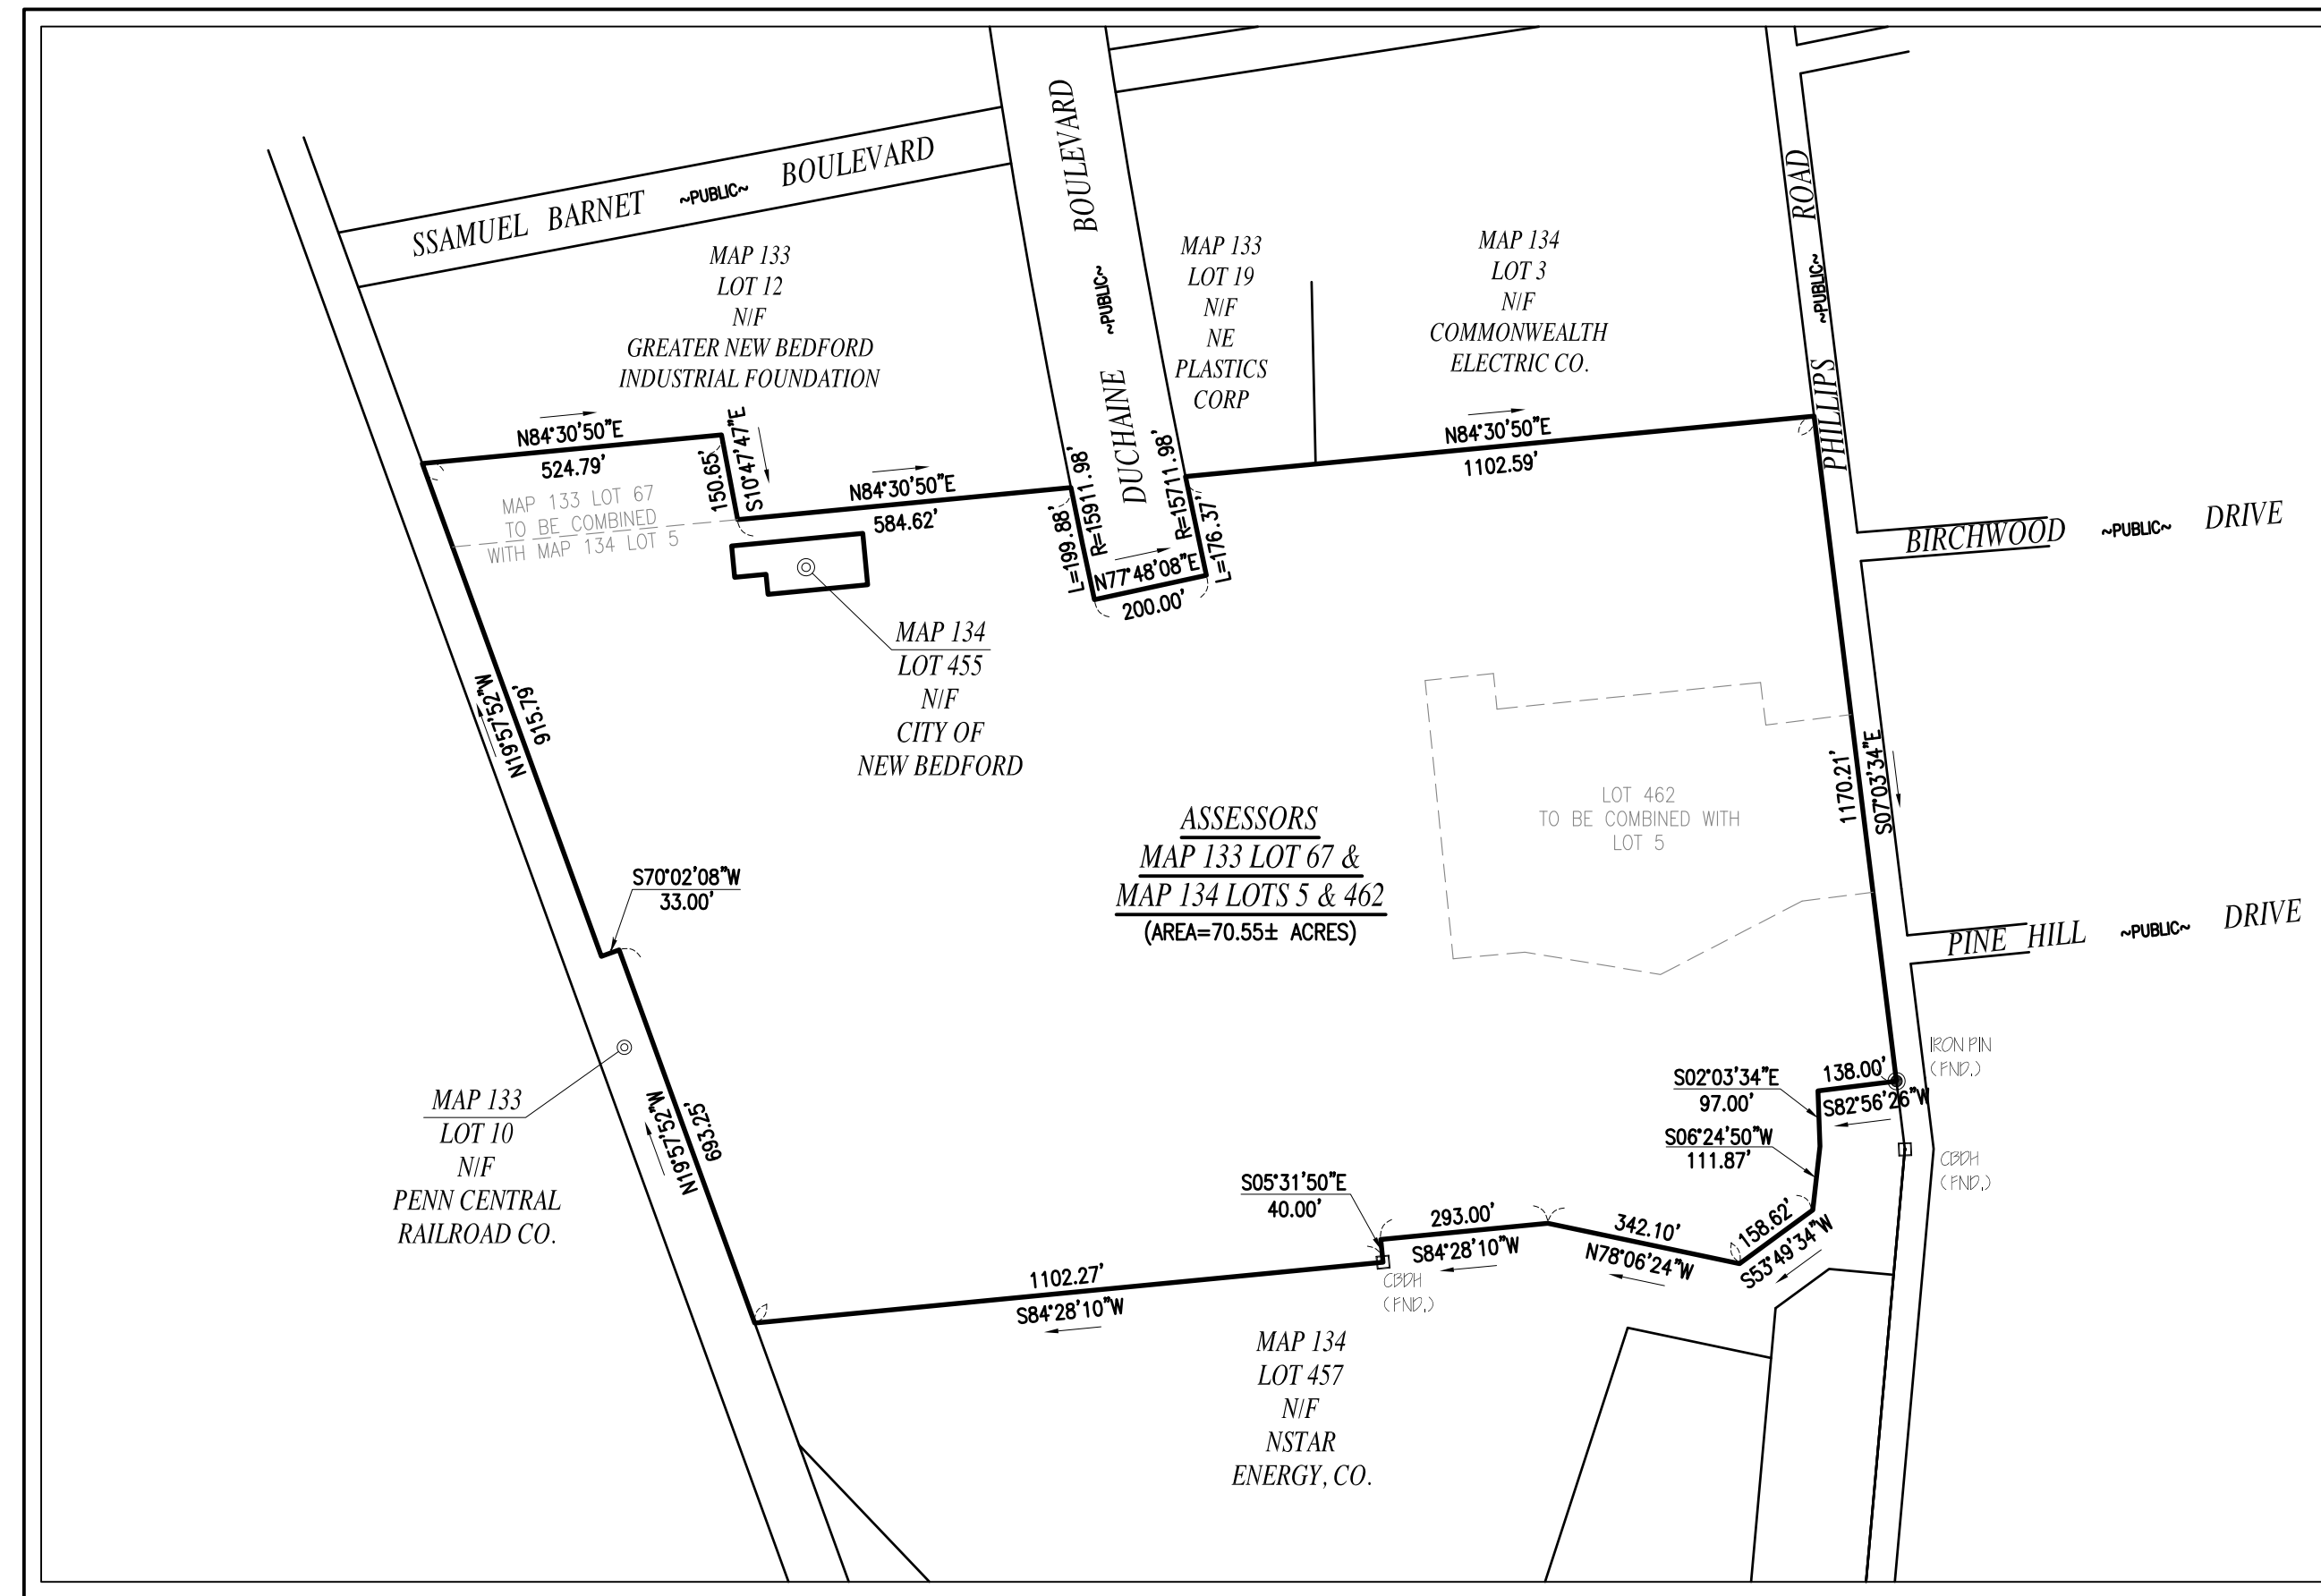 SSAMUEL BARNET ~PUBLIC~ BOULEVARD
DUCHAINE ~PUBLIC~ BOULEVARD
PHILLIPS ~PUBLIC~ ROAD
MAP 133
LOT 12
N/F
GREATER NEW BEDFORD
INDUSTRIAL FOUNDATION
MAP 133
LOT 19
N/F
NE
PLASTICS
CORP
MAP 134
LOT 3
N/F
COMMONWEALTH
ELECTRIC CO.
N84°30'50"E
524.79'
150.65'
S10°47'47"E
N84°30'50"E
584.62'
L=199.88'
R=15911.98'
N77°48'08"E
200.00'
R=15711.98'
L=176.37'
N84°30'50"E
1102.59'
BIRCHWOOD ~PUBLIC~ DRIVE
MAP 133 LOT 67
TO BE COMBINED
WITH MAP 134 LOT 5
MAP 134
LOT 455
N/F
CITY OF
NEW BEDFORD
N19°57'52"W
915.79'
ASSESSORS
MAP 133 LOT 67 &
MAP 134 LOTS 5 & 462
(AREA=70.55± ACRES)
LOT 462
TO BE COMBINED WITH
LOT 5
1170.21'
S07°03'34"E
S70°02'08"W
33.00'
PINE HILL ~PUBLIC~ DRIVE
IRON PIN
(FND.)
138.00'
S82°56'26"W
S02°03'34"E
97.00'
S06°24'50"W
111.87'
CBDH
(FND.)
MAP 133
LOT 10
N/F
PENN CENTRAL
RAILROAD CO.
N19°57'52"W
693.25'
S05°31'50"E
40.00'
293.00'
S84°28'10"W
342.10'
N78°06'24"W
158.62'
S53°49'34"W
1102.27'
S84°28'10"W
CBDH
(FND.)
MAP 134
LOT 457
N/F
NSTAR
ENERGY, CO.